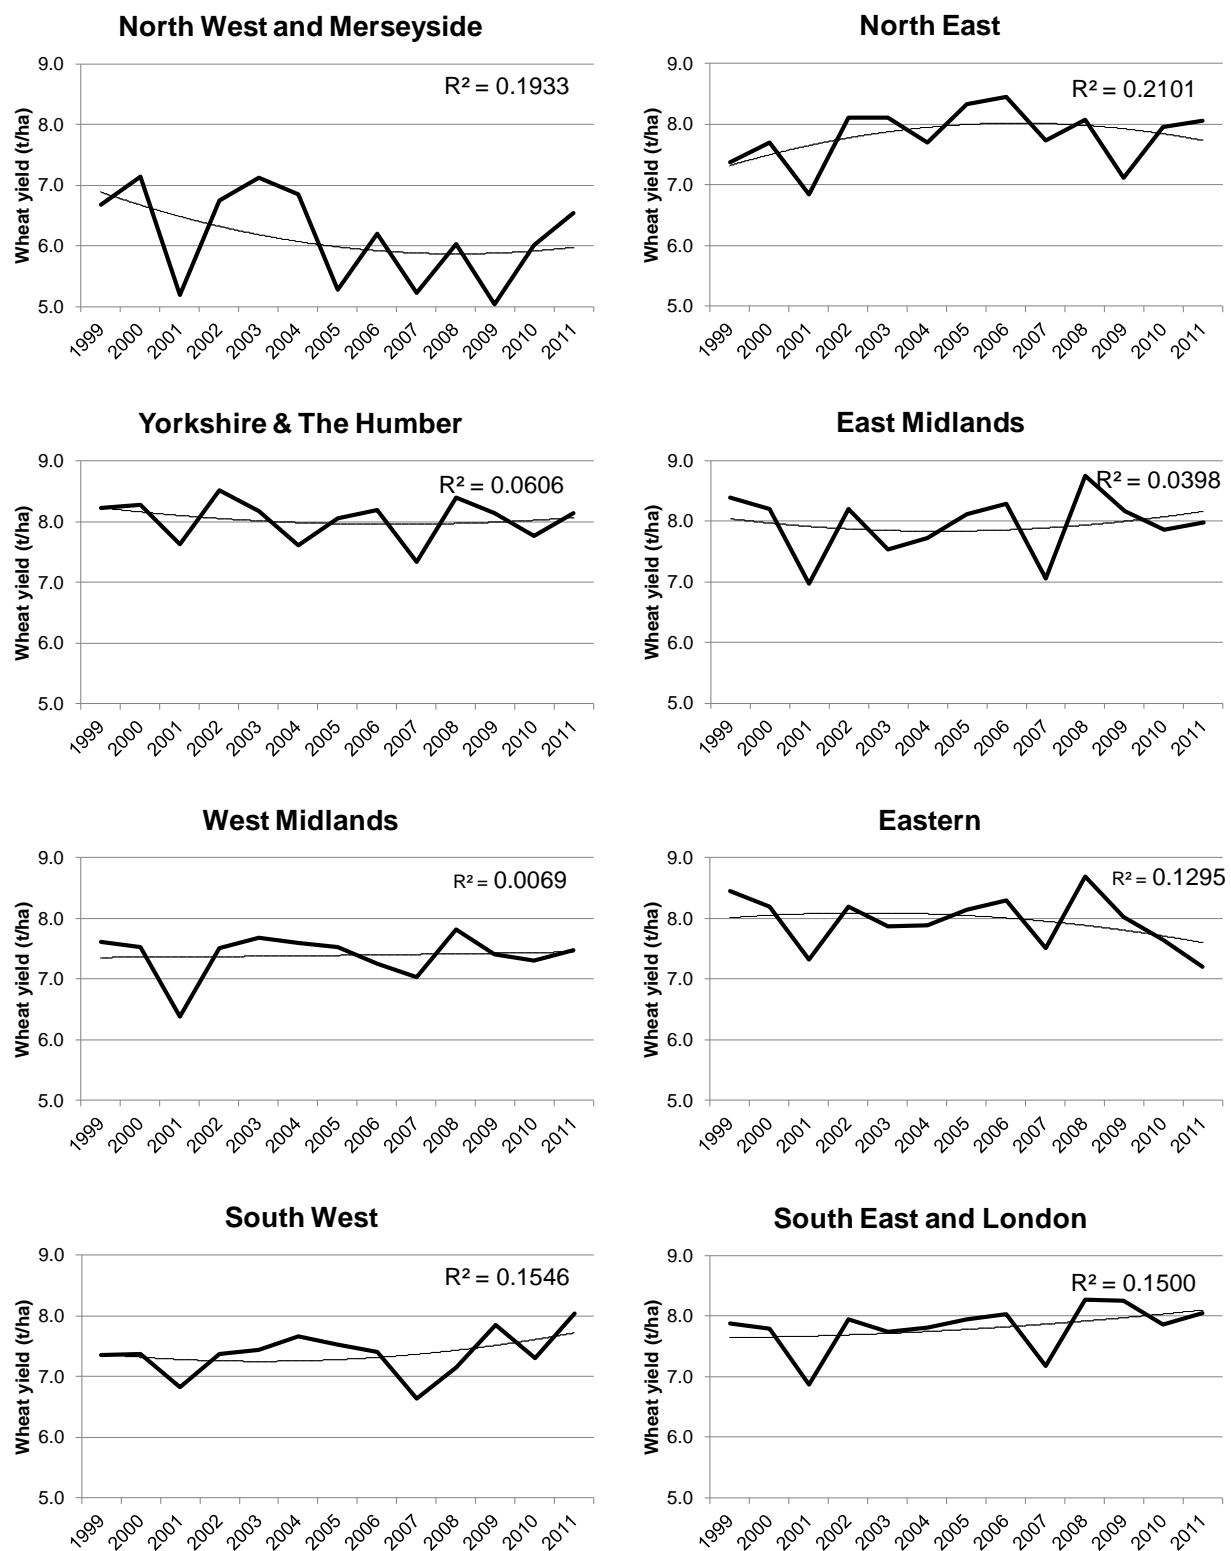 North West and Merseyside
R² = 0.1933
Wheat yield (t/ha)
9.0
8.0
7.0
6.0
5.0
1999 2000 2001 2002 2003 2004 2005 2006 2007 2008 2009 2010 2011
North East
R² = 0.2101
Wheat yield (t/ha)
9.0
8.0
7.0
6.0
5.0
1999 2000 2001 2002 2003 2004 2005 2006 2007 2008 2009 2010 2011
Yorkshire & The Humber
R² = 0.0606
Wheat yield (t/ha)
9.0
8.0
7.0
6.0
5.0
1999 2000 2001 2002 2003 2004 2005 2006 2007 2008 2009 2010 2011
East Midlands
R² = 0.0398
Wheat yield (t/ha)
9.0
8.0
7.0
6.0
5.0
1999 2000 2001 2002 2003 2004 2005 2006 2007 2008 2009 2010 2011
West Midlands
R² = 0.0069
Wheat yield (t/ha)
9.0
8.0
7.0
6.0
5.0
1999 2000 2001 2002 2003 2004 2005 2006 2007 2008 2009 2010 2011
Eastern
R² = 0.1295
Wheat yield (t/ha)
9.0
8.0
7.0
6.0
5.0
1999 2000 2001 2002 2003 2004 2005 2006 2007 2008 2009 2010 2011
South West
R² = 0.1546
Wheat yield (t/ha)
9.0
8.0
7.0
6.0
5.0
1999 2000 2001 2002 2003 2004 2005 2006 2007 2008 2009 2010 2011
South East and London
R² = 0.1500
Wheat yield (t/ha)
9.0
8.0
7.0
6.0
5.0
1999 2000 2001 2002 2003 2004 2005 2006 2007 2008 2009 2010 2011